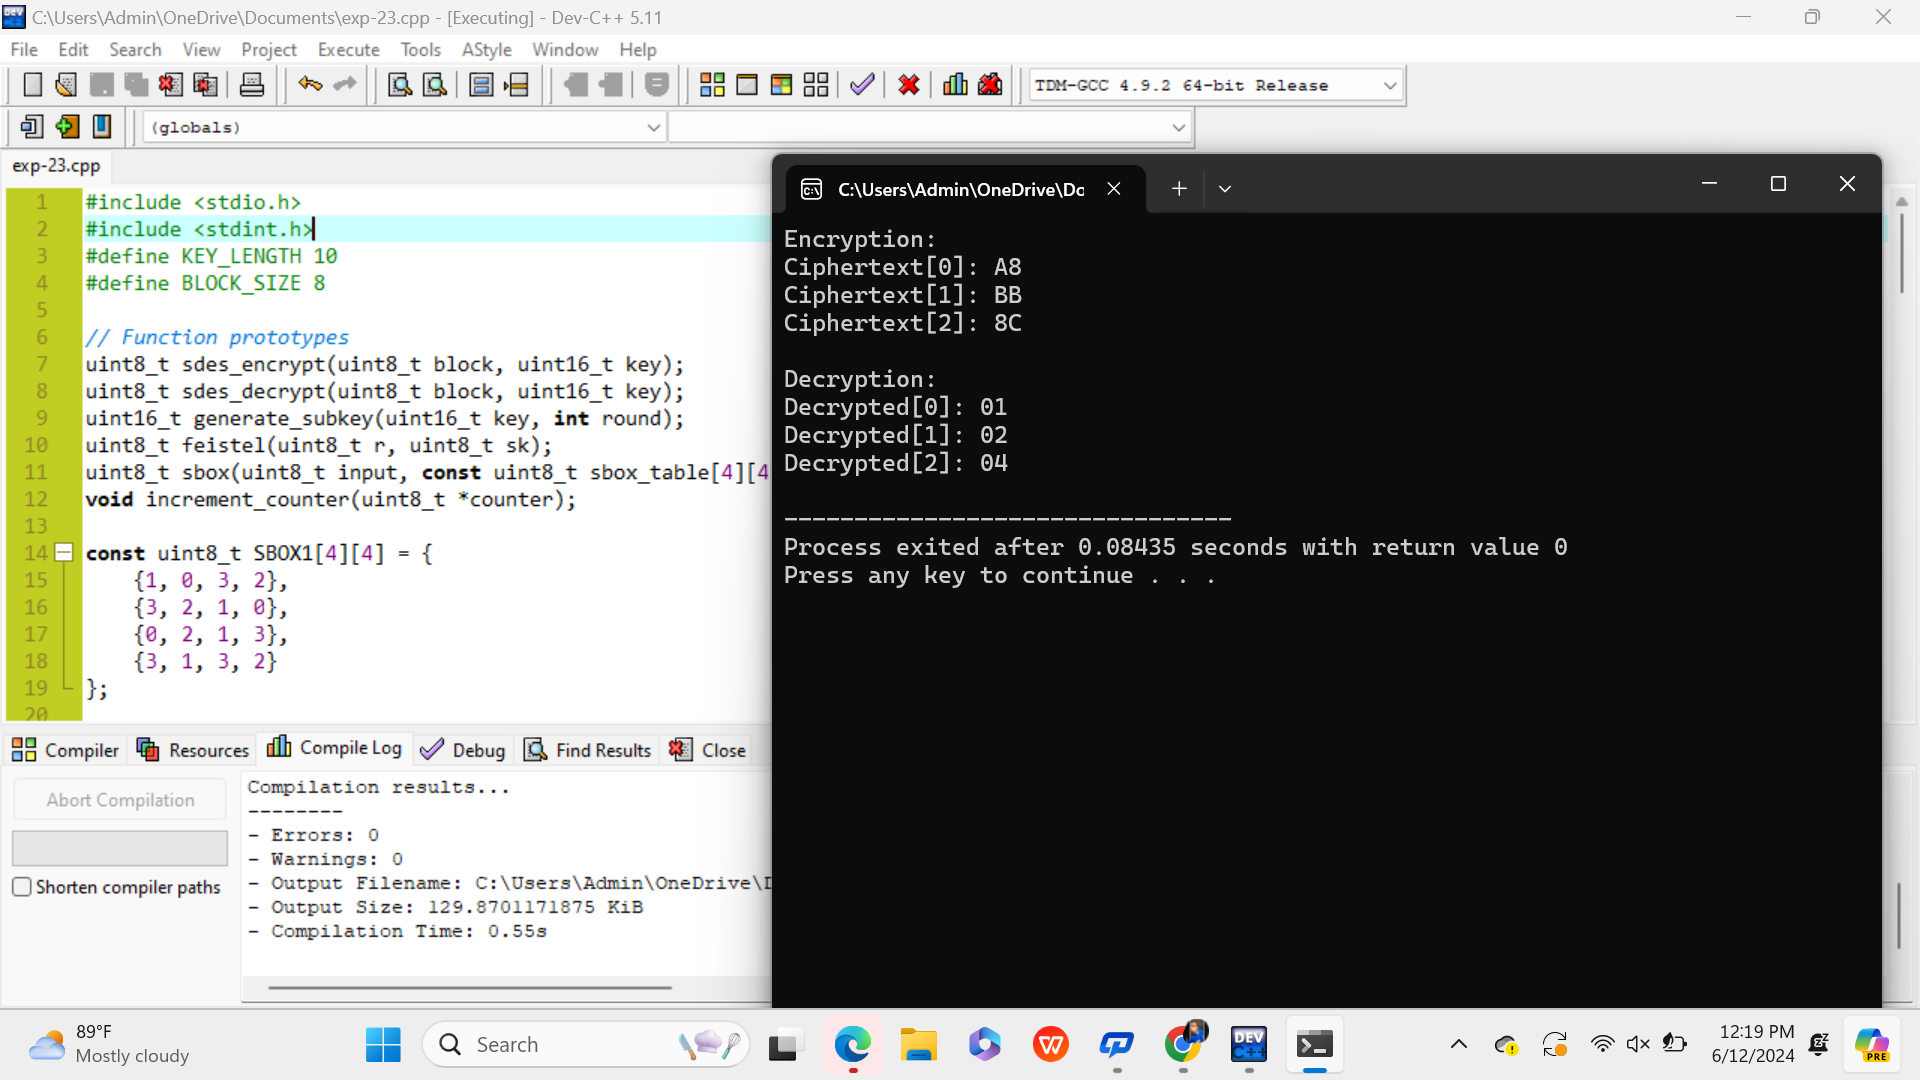 C:\Users\Admin\OneDrive\Documents\exp-23.cpp - [Executing] - Dev-C++ 5.11
File Edit Search View Project Execute Tools AStyle Window Help
TDM-GCC 4.9.2 64-bit Release
(globals)
exp-23.cpp
1 #include <stdio.h>
2 #include <stdint.h>
3 #define KEY_LENGTH 10
4 #define BLOCK_SIZE 8
5
6 // Function prototypes
7 uint8_t sdes_encrypt(uint8_t block, uint16_t key);
8 uint8_t sdes_decrypt(uint8_t block, uint16_t key);
9 uint16_t generate_subkey(uint16_t key, int round);
10 uint8_t feistel(uint8_t r, uint8_t sk);
11 uint8_t sbox(uint8_t input, const uint8_t sbox_table[4][4
12 void increment_counter(uint8_t *counter);
13
14 const uint8_t SBOX1[4][4] = {
15 {1, 0, 3, 2},
16 {3, 2, 1, 0},
17 {0, 2, 1, 3},
18 {3, 1, 3, 2}
19 };
20
C:\Users\Admin\OneDrive\Do
Encryption:
Ciphertext[0]: A8
Ciphertext[1]: BB
Ciphertext[2]: 8C
Decryption:
Decrypted[0]: 01
Decrypted[1]: 02
Decrypted[2]: 04
--------------------------------
Process exited after 0.08435 seconds with return value 0
Press any key to continue . . .
Compiler Resources Compile Log Debug Find Results Close
Abort Compilation
Shorten compiler paths
Compilation results...
--------
- Errors: 0
- Warnings: 0
- Output Filename: C:\Users\Admin\OneDrive\D
- Output Size: 129.8701171875 KiB
- Compilation Time: 0.55s
89°F
Mostly cloudy
Search
DEV C++
12:19 PM
6/12/2024
PRE